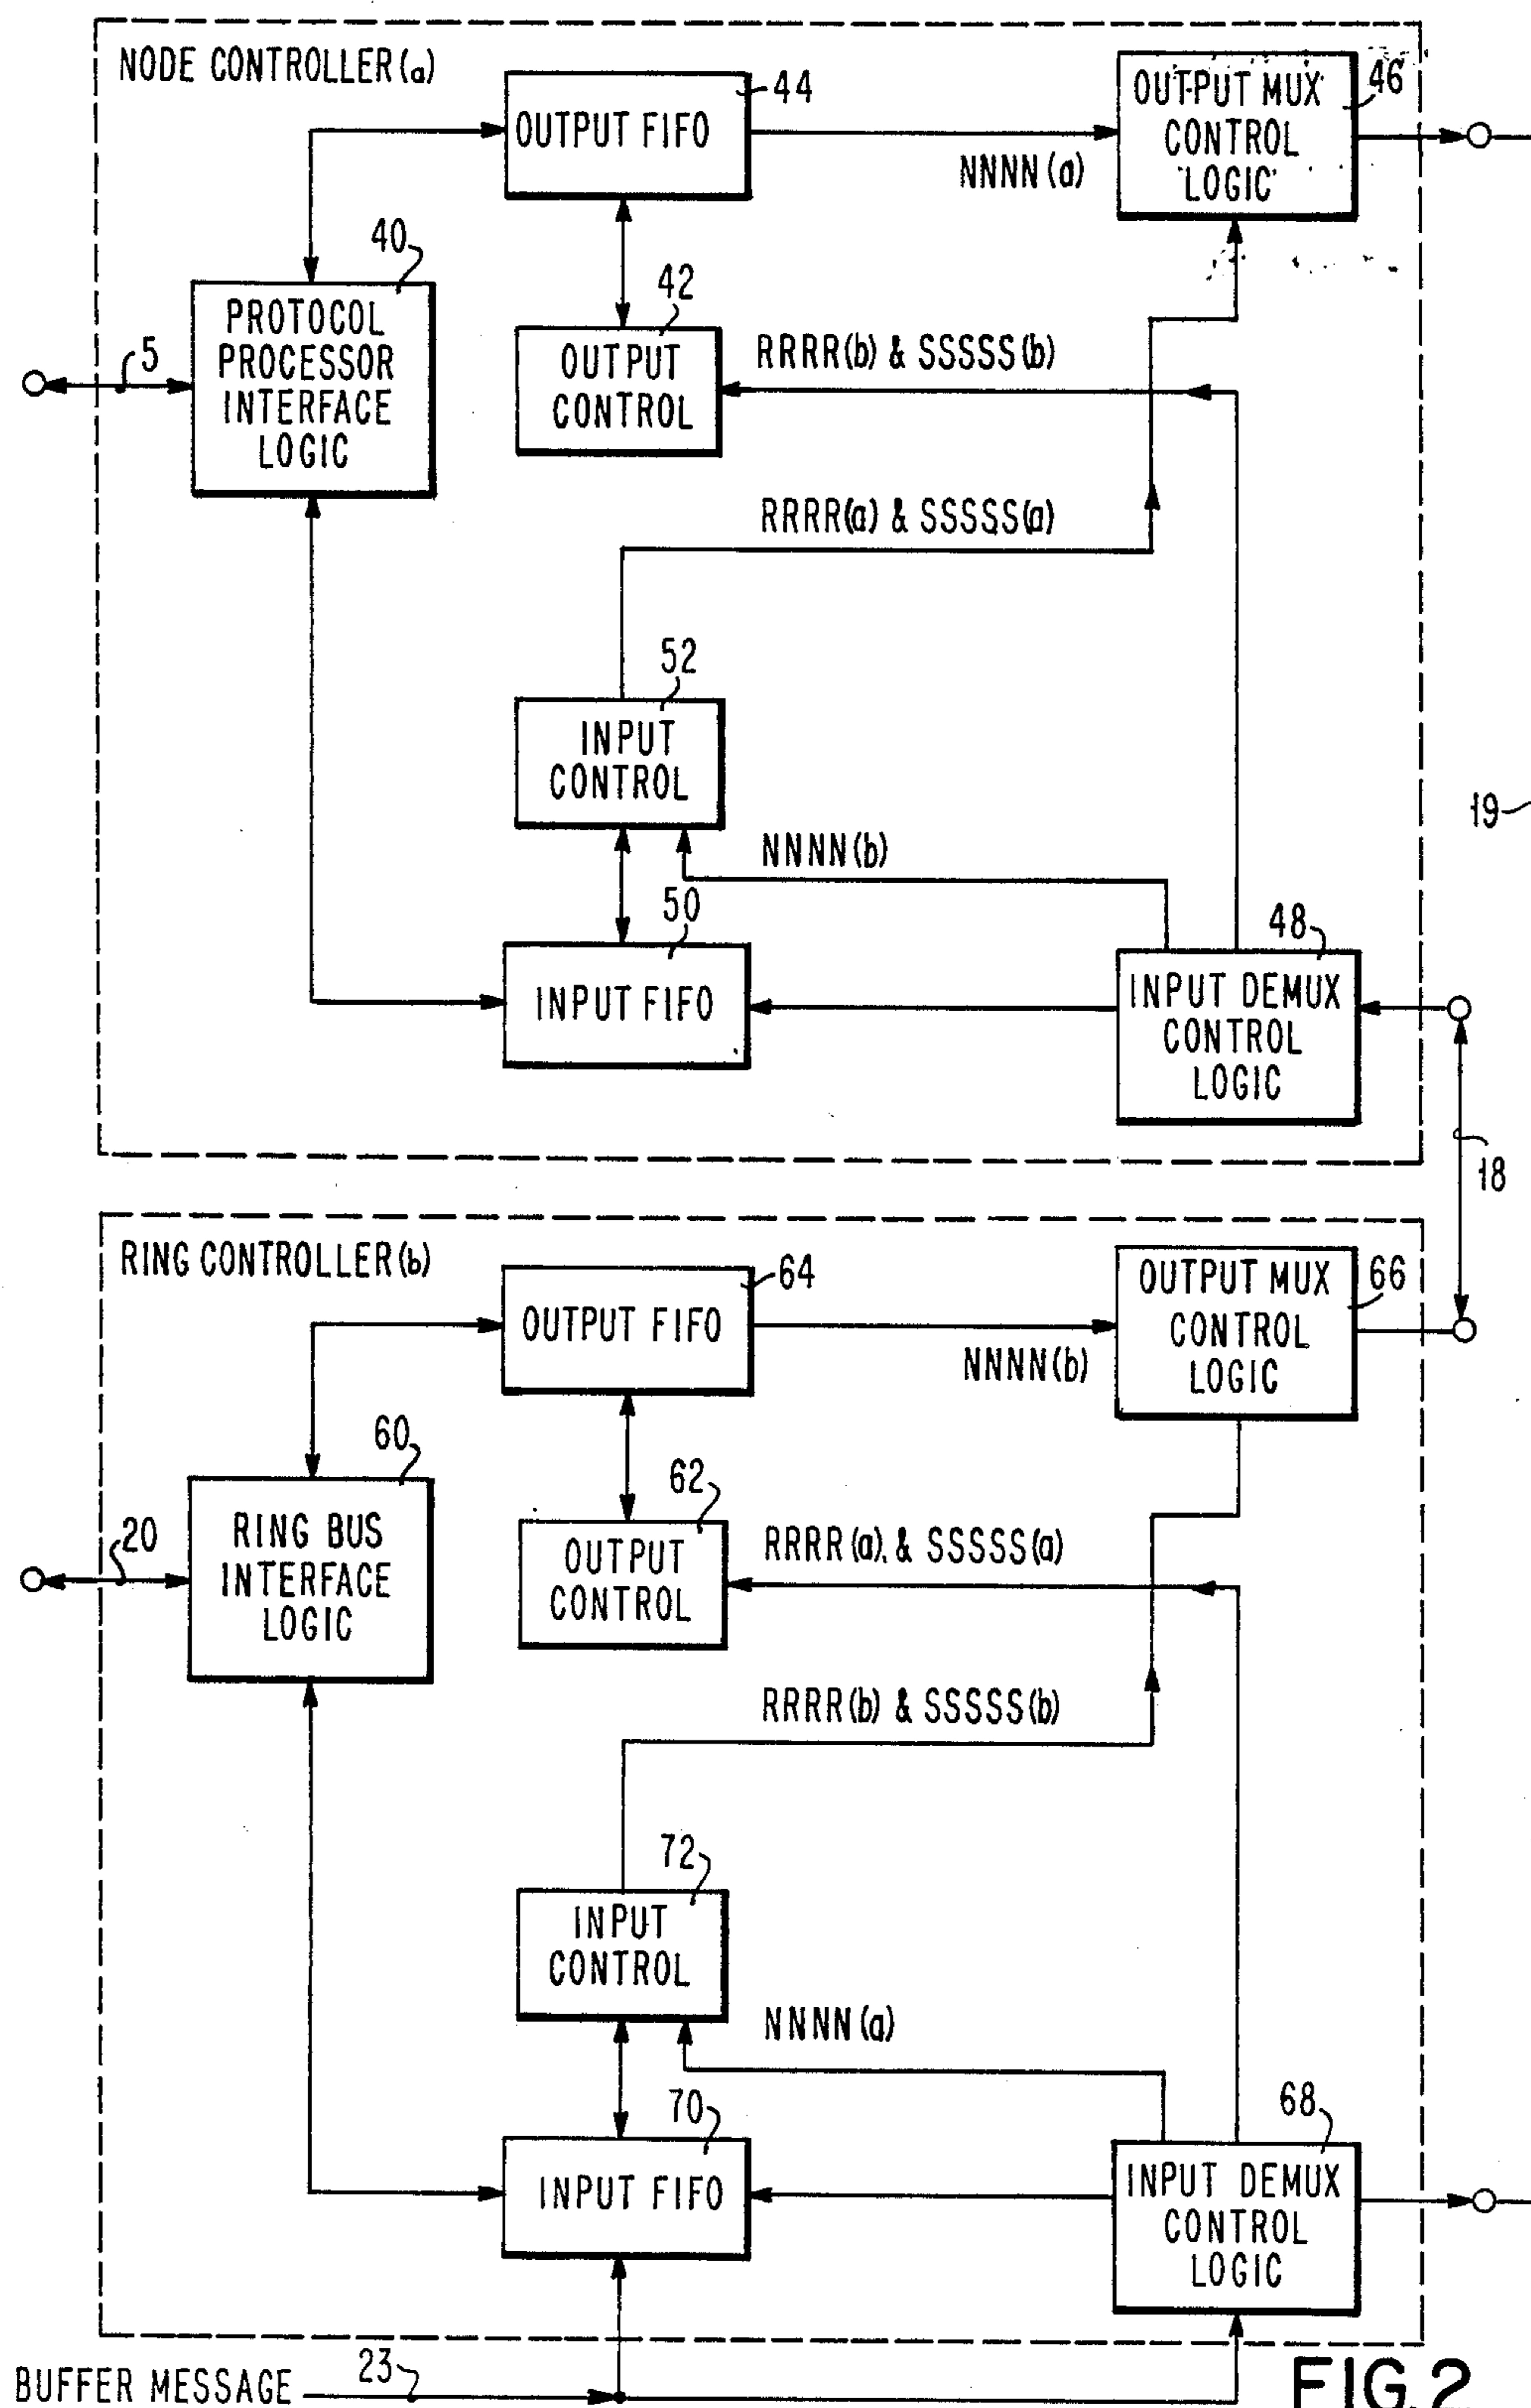 NODE CONTROLLER(a)
44
OUTPUT FIFO
OUTPUT MUX
CONTROL
LOGIC
46
NNNN(a)
40
PROTOCOL
PROCESSOR
INTERFACE
LOGIC
5
42
OUTPUT
CONTROL
RRRR(b) & SSSSS(b)
RRRR(a) & SSSSS(a)
52
INPUT
CONTROL
19
NNNN(b)
50
INPUT FIFO
48
INPUT DEMUX
CONTROL
LOGIC
18
RING CONTROLLER(b)
64
OUTPUT FIFO
OUTPUT MUX
CONTROL
LOGIC
66
NNNN(b)
60
RING BUS
INTERFACE
LOGIC
20
62
OUTPUT
CONTROL
RRRR(a) & SSSSS(a)
RRRR(b) & SSSSS(b)
72
INPUT
CONTROL
NNNN(a)
70
INPUT FIFO
68
INPUT DEMUX
CONTROL
LOGIC
BUFFER MESSAGE
23
FIG.2